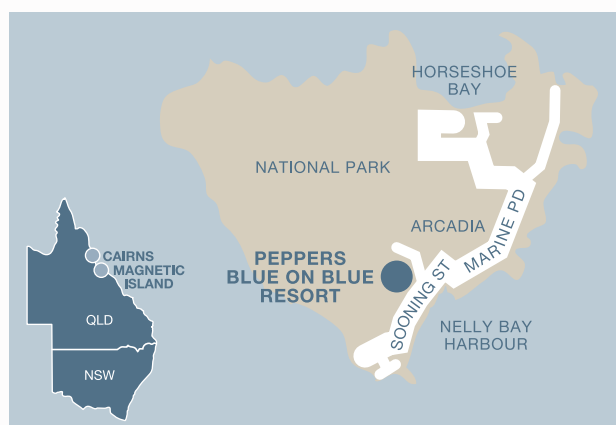 HORSESHOE
BAY
NATIONAL PARK
ARCADIA
MARINE PD
PEPPERS
BLUE ON BLUE
RESORT
SOONING ST
NELLY BAY
HARBOUR
CAIRNS
MAGNETIC
ISLAND
QLD
NSW